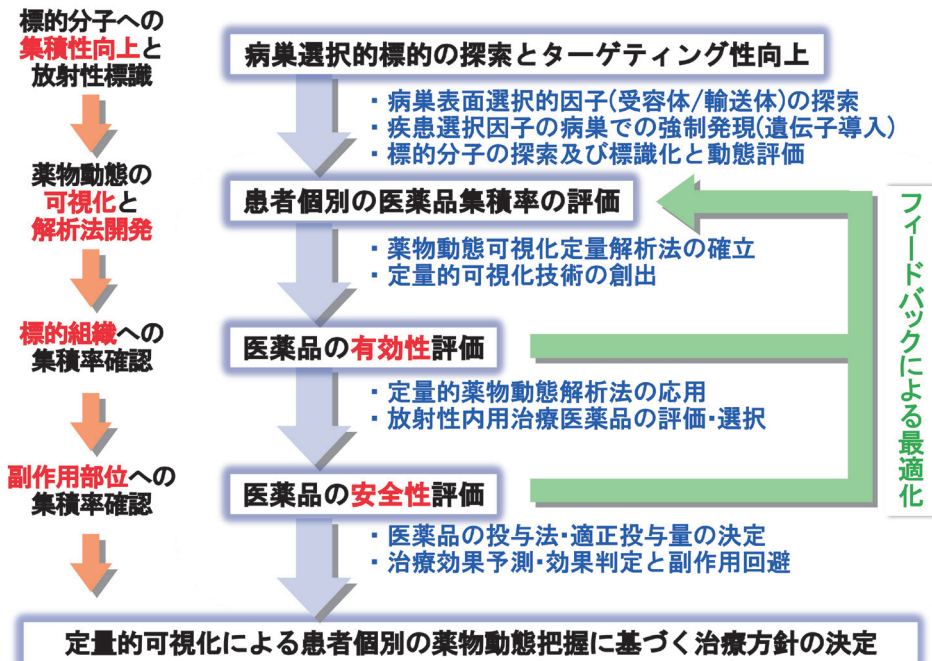 標的分子への
集積性向上と
放射性標識
病巣選択的標的の探索とターゲティング性向上
・病巣表面選択的因子(受容体/輸送体)の探索
・疾患選択因子の病巣での強制発現(遺伝子導入)
・標的分子の探索及び標識化と動態評価
薬物動態の
可視化と
解析法開発
患者個別の医薬品集積率の評価
・薬物動態可視化定量解析法の確立
・定量的可視化技術の創出
標的組織への
集積率確認
医薬品の有効性評価
・定量的薬物動態解析法の応用
・放射性内用治療医薬品の評価・選択
副作用部位への
集積率確認
医薬品の安全性評価
・医薬品の投与法・適正投与量の決定
・治療効果予測・効果判定と副作用回避
フィードバックによる最適化
定量的可視化による患者個別の薬物動態把握に基づく治療方針の決定